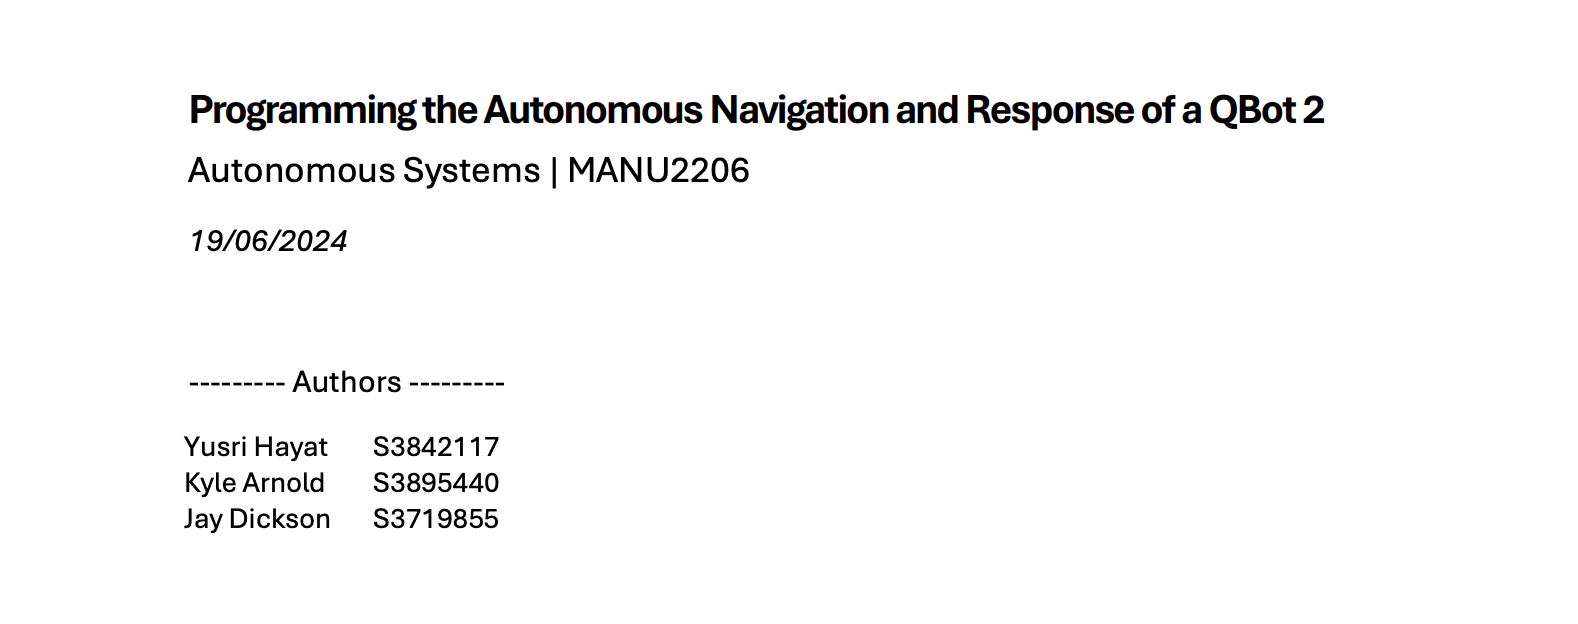 Programming the Autonomous Navigation and Response of a QBot 2
Autonomous Systems | MANU2206
19/06/2024
--------- Authors ---------
Yusri Hayat S3842117
Kyle Arnold S3895440
Jay Dickson S3719855